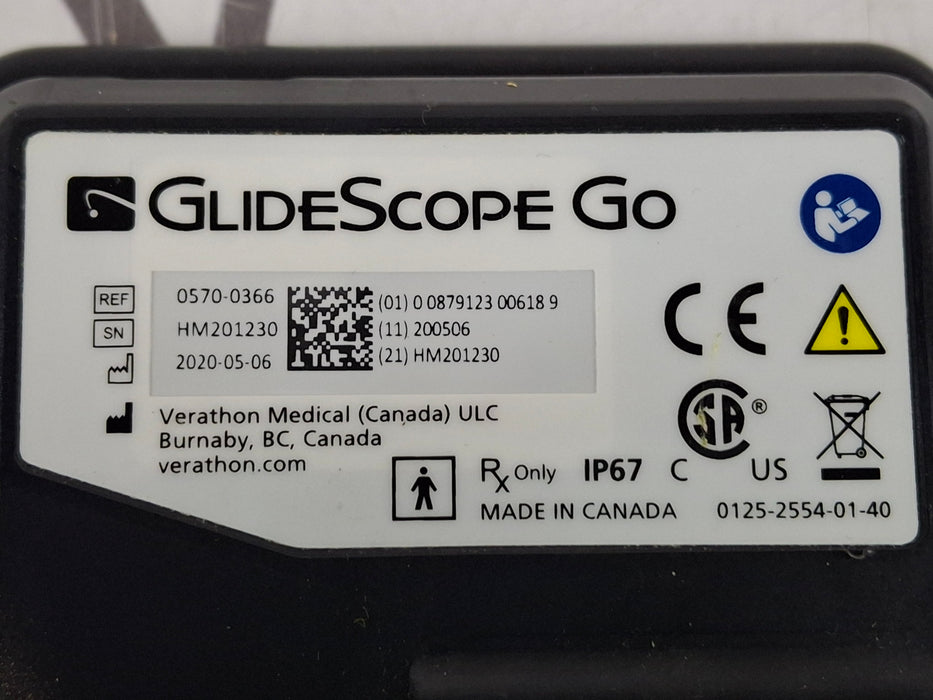 GLIDESCOPE GO
REF 0570-0366
SN HM201230
2020-05-06
(01) 0 0879123 00618 9
(11) 200506
(21) HM201230
Verathon Medical (Canada) ULC
Burnaby, BC, Canada
verathon.com
CE
SA ®
Rx Only IP67 C US
MADE IN CANADA 0125-2554-01-40